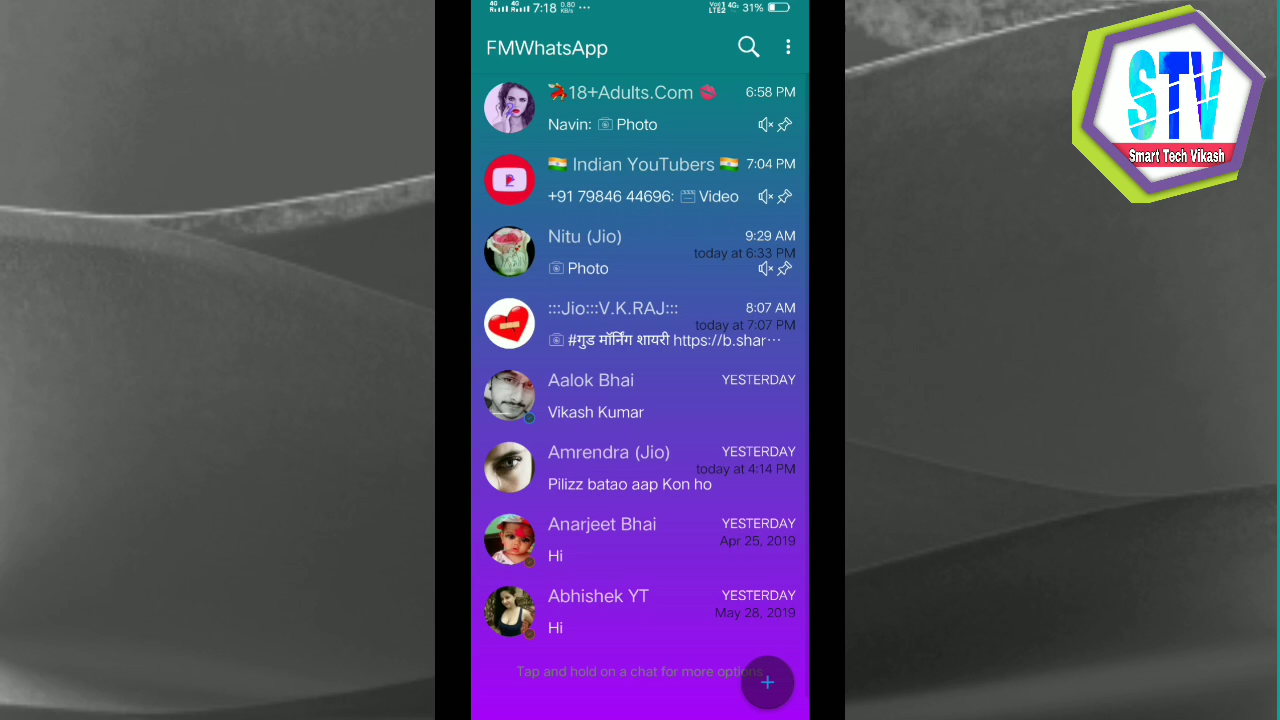 7:18 0.80 KB/s ... 31%
FMWhatsApp
18+Adults.Com 6:58 PM
Navin: Photo
Indian YouTubers 7:04 PM
+91 79846 44696: Video
Nitu (Jio) 9:29 AM
today at 6:33 PM
Photo
:::Jio:::V.K.RAJ::: 8:07 AM
today at 7:07 PM
#गुड मॉर्निंग शायरी https://b.shar···
Aalok Bhai YESTERDAY
Vikash Kumar
Amrendra (Jio) YESTERDAY
today at 4:14 PM
Pilizz batao aap Kon ho
Anarjeet Bhai YESTERDAY
Apr 25, 2019
Hi
Abhishek YT YESTERDAY
May 28, 2019
Hi
Tap and hold on a chat for more options
STV
Smart Tech Vikash